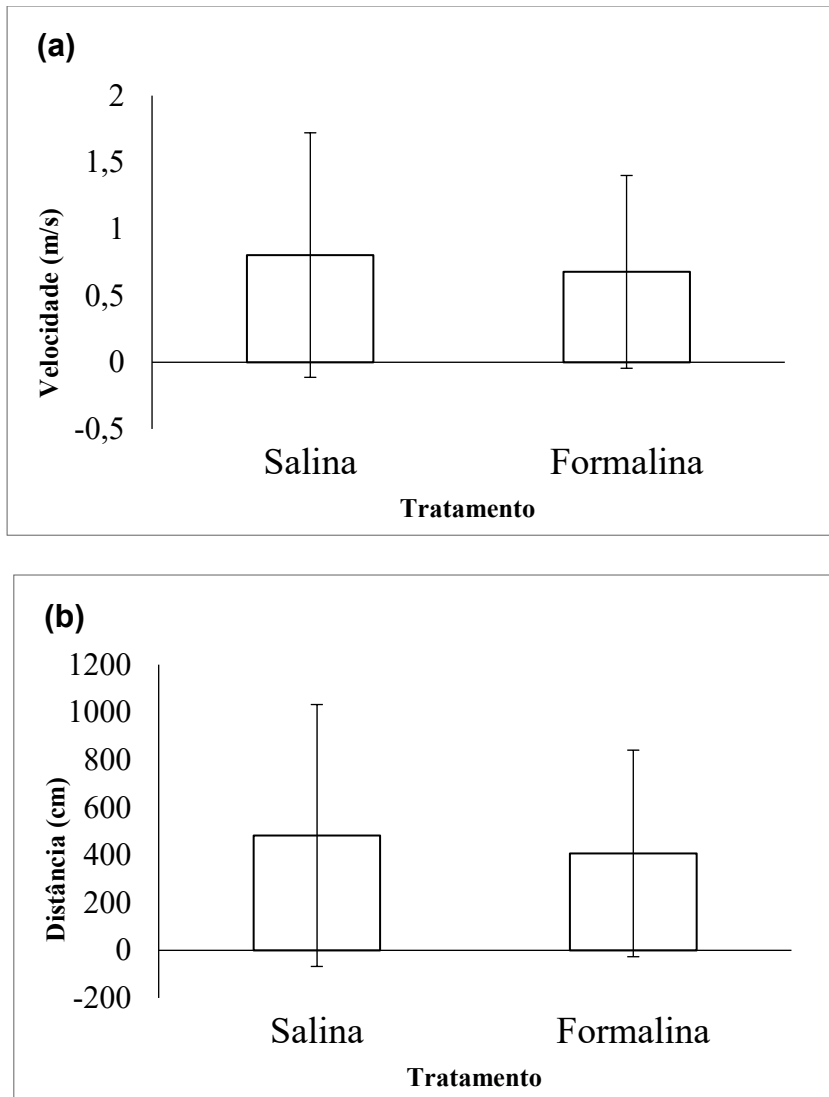 (a)
2
1,5
1
0,5
0
-0,5
Velocidade (m/s)
Salina Formalina
Tratamento
(b)
1200
1000
800
600
400
200
0
-200
Distância (cm)
Salina Formalina
Tratamento